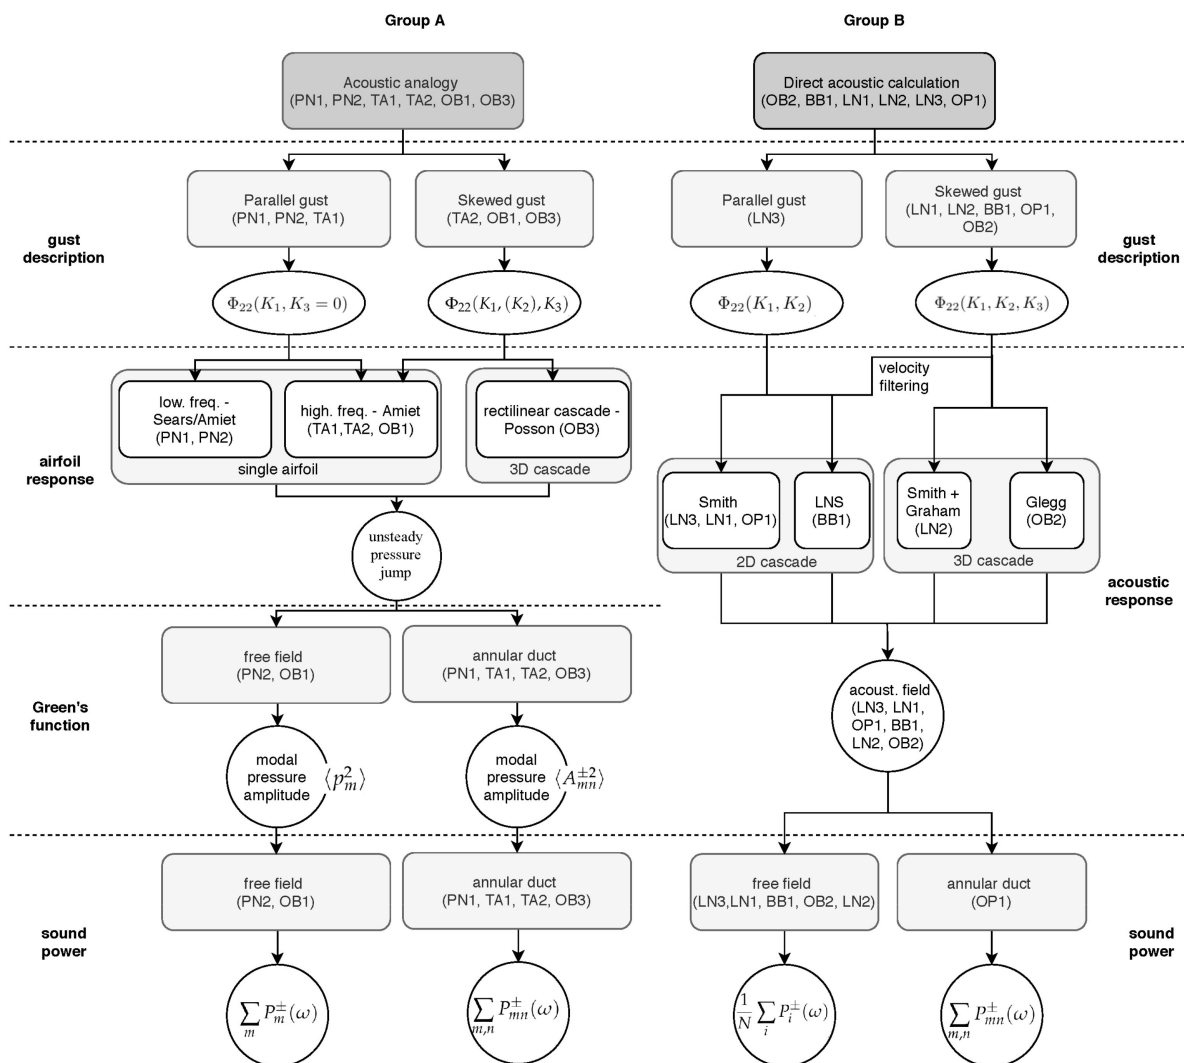 Group A
Group B
Acoustic analogy
(PN1, PN2, TA1, TA2, OB1, OB3)
Direct acoustic calculation
(OB2, BB1, LN1, LN2, LN3, OP1)
gust
description
Parallel gust
(PN1, PN2, TA1)
Skewed gust
(TA2, OB1, OB3)
Parallel gust
(LN3)
Skewed gust
(LN1, LN2, BB1, OP1,
OB2)
gust
description
Φ₂₂(K₁, K₃ = 0)
Φ₂₂(K₁, (K₂), K₃)
Φ₂₂(K₁, K₂)
Φ₂₂(K₁, K₂, K₃)
velocity
filtering
airfoil
response
low. freq. -
Sears/Amiet
(PN1, PN2)
high. freq. - Amiet
(TA1,TA2, OB1)
single airfoil
rectilinear cascade -
Posson (OB3)
3D cascade
Smith
(LN3, LN1, OP1)
LNS
(BB1)
2D cascade
Smith +
Graham
(LN2)
Glegg
(OB2)
3D cascade
unsteady
pressure
jump
acoustic
response
Green's
function
free field
(PN2, OB1)
annular duct
(PN1, TA1, TA2, OB3)
acoust. field
(LN3, LN1,
OP1, BB1,
LN2, OB2)
modal
pressure
amplitude
⟨p²ₘ⟩
modal
pressure
amplitude
⟨A±²ₘₙ⟩
sound
power
free field
(PN2, OB1)
annular duct
(PN1, TA1, TA2, OB3)
free field
(LN3,LN1, BB1, OB2, LN2)
annular duct
(OP1)
sound
power
∑ₘ P±ₘ(ω)
∑ₘ,ₙ P±ₘₙ(ω)
1/N ∑ᵢ P±ᵢ(ω)
∑ₘ,ₙ P±ₘₙ(ω)